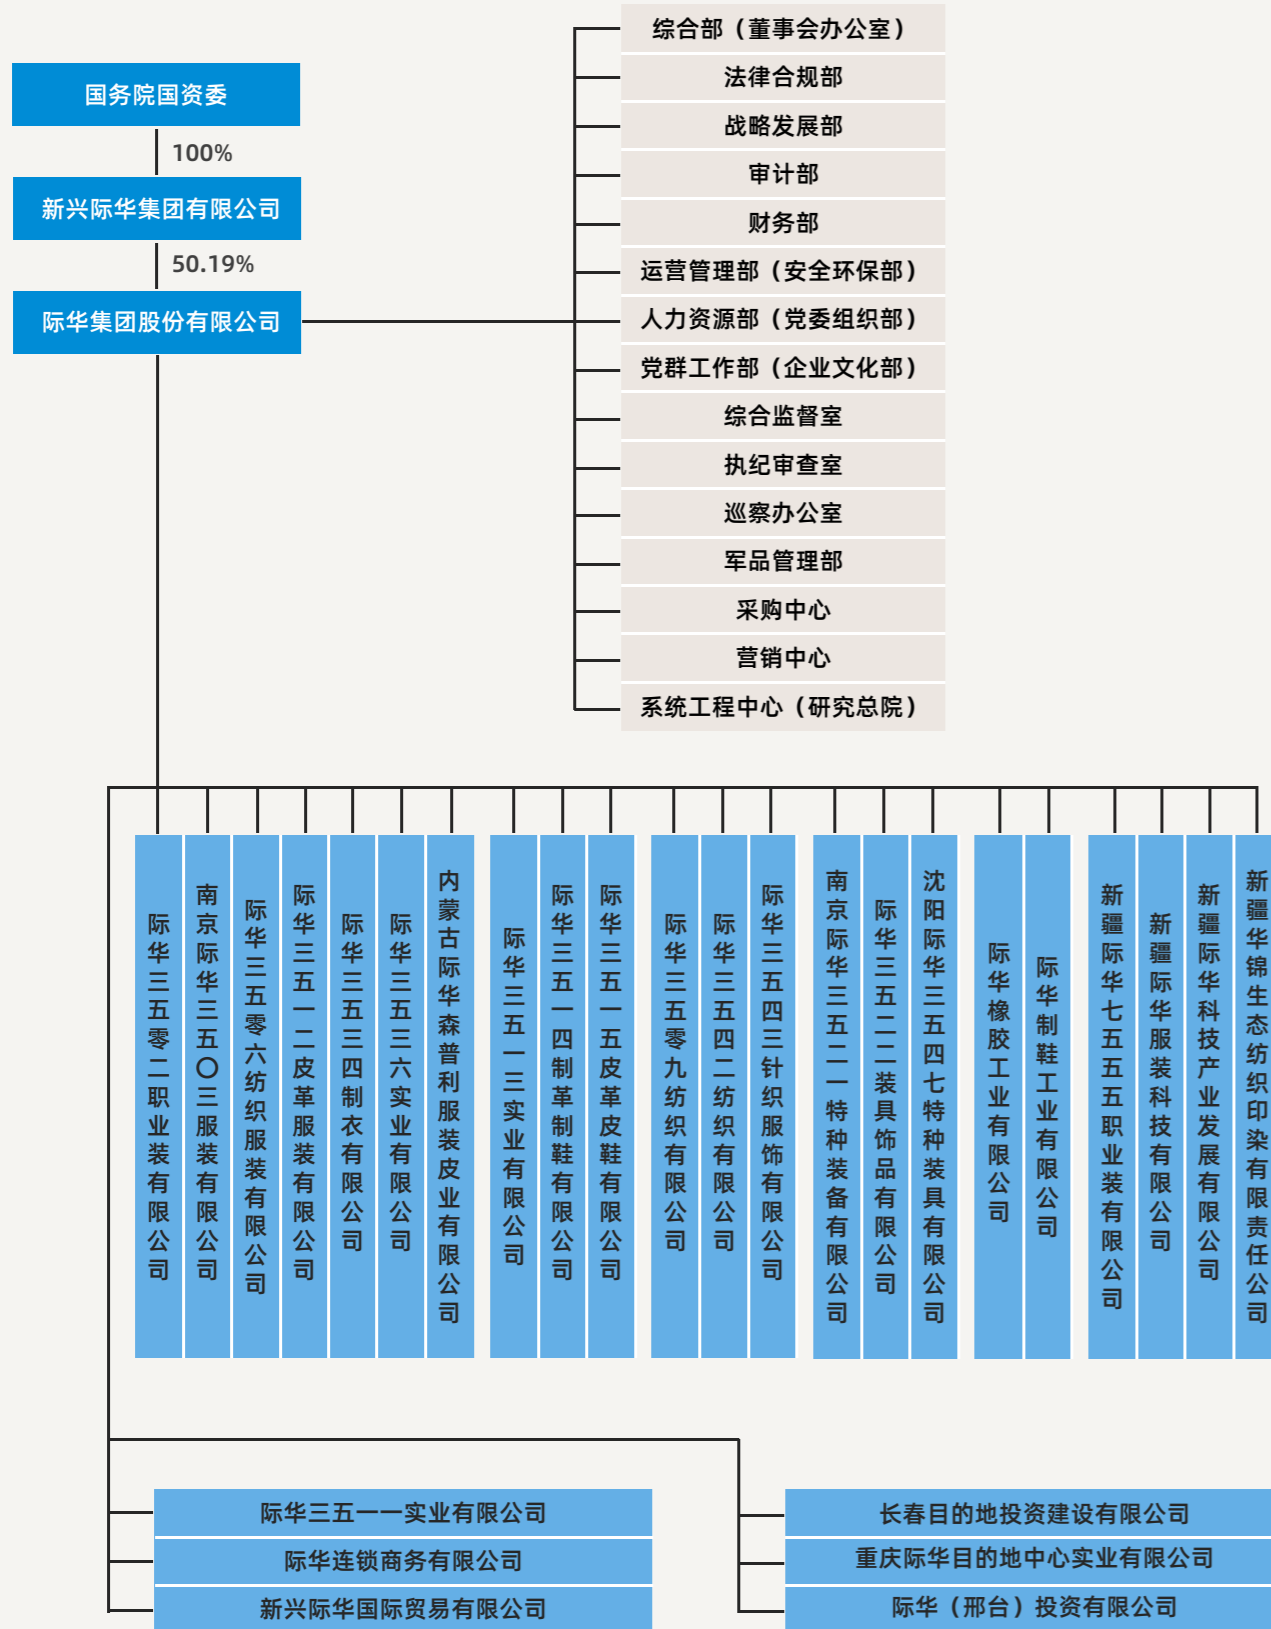 国务院国资委
100%
新兴际华集团有限公司
50.19%
际华集团股份有限公司
综合部（董事会办公室）
法律合规部
战略发展部
审计部
财务部
运营管理部（安全环保部）
人力资源部（党委组织部）
党群工作部（企业文化部）
综合监督室
执纪审查室
巡察办公室
军品管理部
采购中心
营销中心
系统工程中心（研究总院）
际华三五零二职业装有限公司
南京际华三五〇三服装有限公司
际华三五零六纺织服装有限公司
际华三五一二皮革服装有限公司
际华三五三四制衣有限公司
际华三五三六实业有限公司
内蒙古际华森普利服装皮业有限公司
际华三五一三实业有限公司
际华三五一四制革制鞋有限公司
际华三五一五皮革皮鞋有限公司
际华三五零九纺织有限公司
际华三五四二纺织有限公司
际华三五四三针织服饰有限公司
南京际华三五二一特种装备有限公司
际华三五二二装具饰品有限公司
沈阳际华三五四七特种装具有限公司
际华橡胶工业有限公司
际华制鞋工业有限公司
新疆际华七五五五职业装有限公司
新疆际华服装科技有限公司
新疆际华科技产业发展有限公司
新疆华锦生态纺织印染有限责任公司
际华三五一一实业有限公司
际华连锁商务有限公司
新兴际华国际贸易有限公司
长春目的地投资建设有限公司
重庆际华目的地中心实业有限公司
际华（邢台）投资有限公司